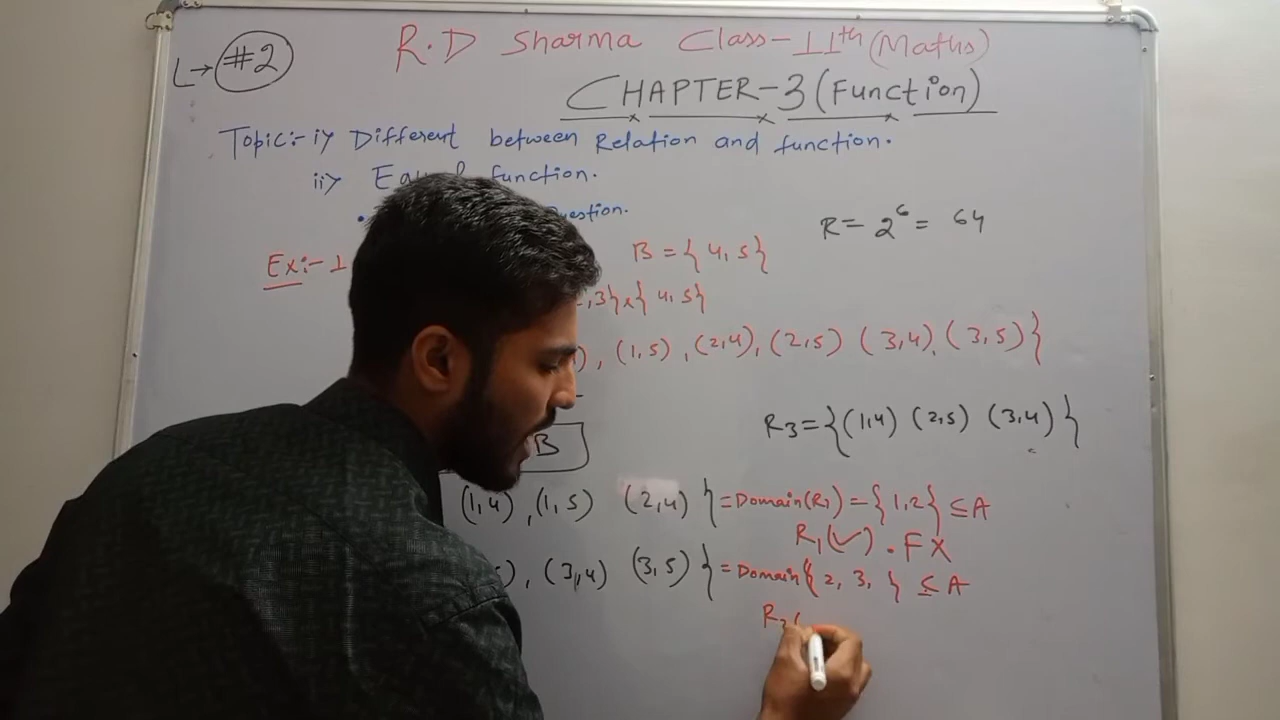 L→ #2
R.D Sharma Class-11th (Maths)
CHAPTER-3 (Function)
Topic:- i> Different between Relation and function.
ii> Equal function.
Question.
R = 2^6 = 64
Ex:- 1
B = {4, 5}
,3}x{4, 5}
), (1,5), (2,4), (2,5) (3,4), (3,5)}
R3={(1,4) (2,5) (3,4)}
B
(1,4), (1,5) (2,4)} = Domain(R1) = {1,2} ⊆ A
R1(✓). F X
), (3,4) (3,5)} = Domain{2, 3, } ⊆ A
R2(